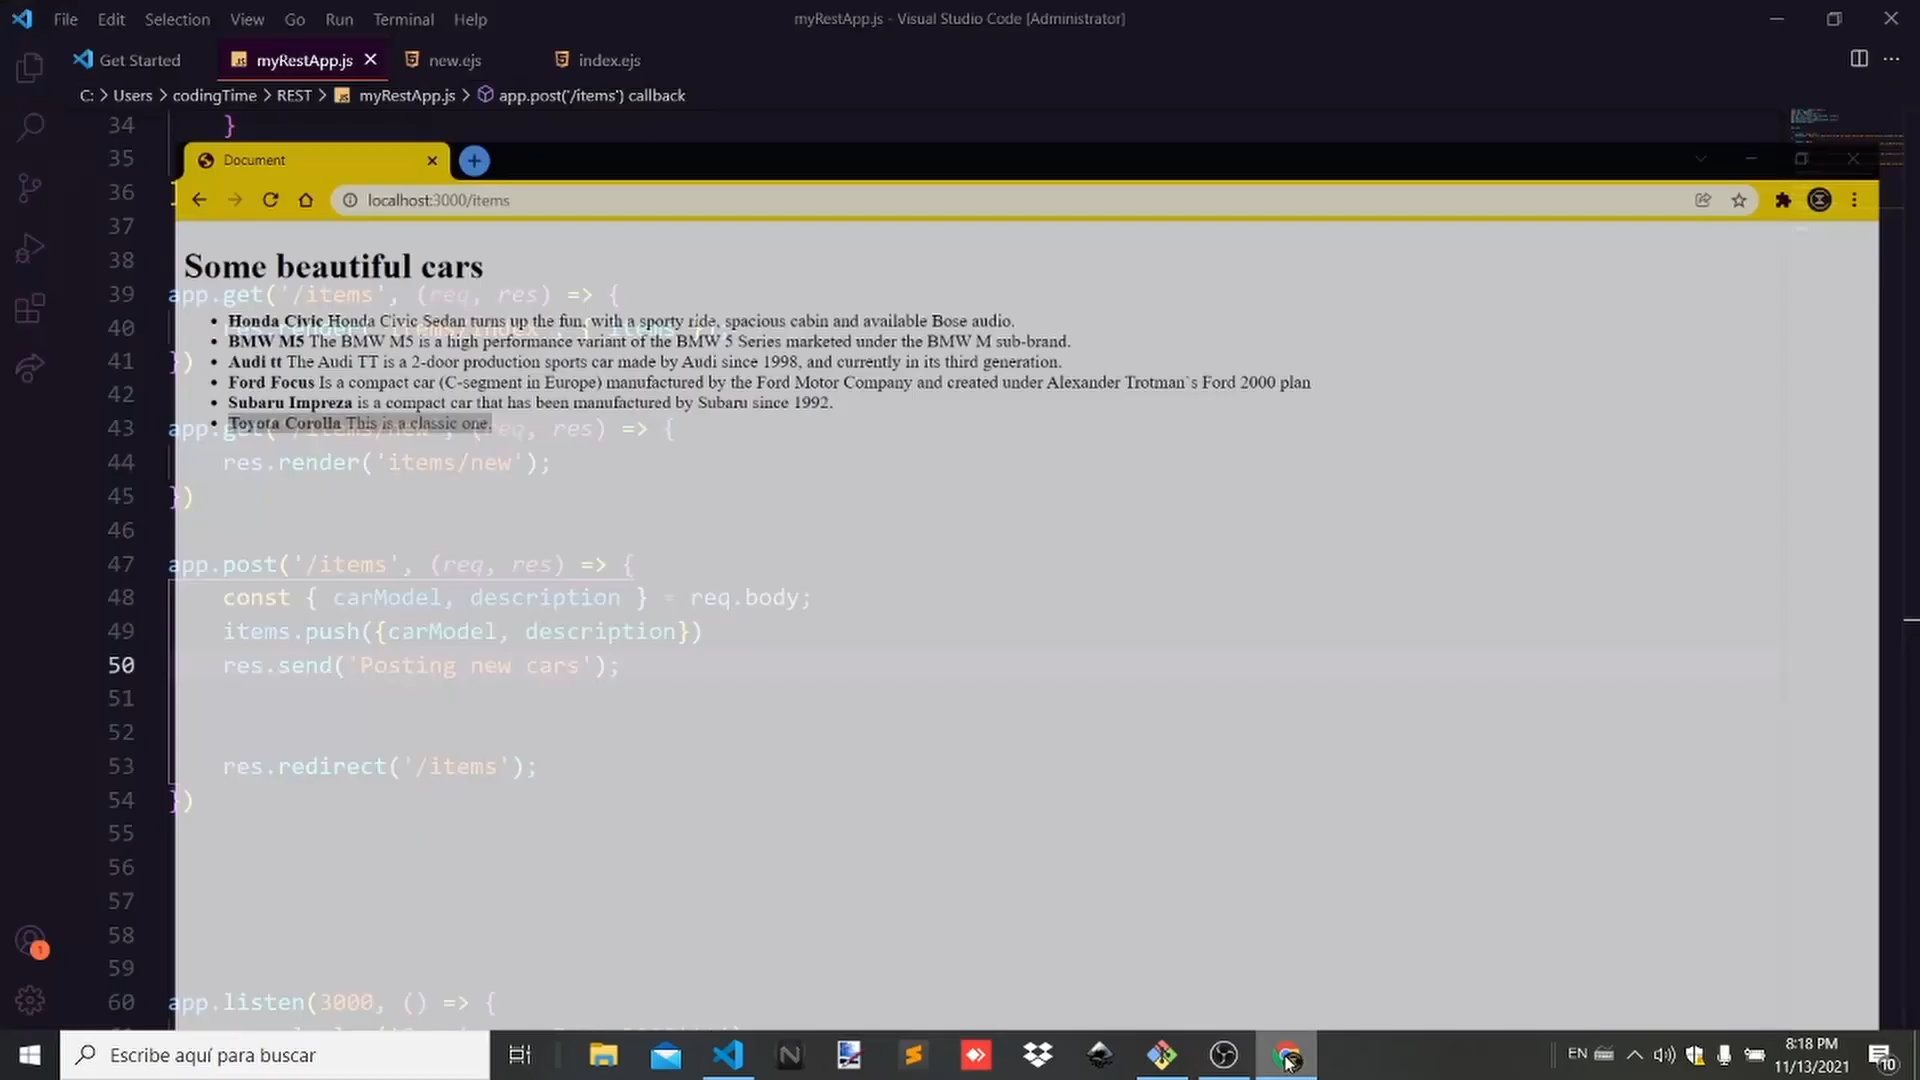 File Edit Selection View Go Run Terminal Help
myRestApp.js - Visual Studio Code [Administrator]
Get Started
myRestApp.js
new.ejs
index.ejs
C: > Users > codingTime > REST > myRestApp.js > app.post('/items') callback
34 }
35
Document
36
localhost:3000/items
37
38
Some beautiful cars
39 app.get('/items', (req, res) => {
Honda Civic Honda Civic Sedan turns up the fun, with a sporty ride, spacious cabin and available Bose audio.
40
BMW M5 The BMW M5 is a high performance variant of the BMW 5 Series marketed under the BMW M sub-brand.
41 })
Audi tt The Audi TT is a 2-door production sports car made by Audi since 1998, and currently in its third generation.
Ford Focus Is a compact car (C-segment in Europe) manufactured by the Ford Motor Company and created under Alexander Trotman`s Ford 2000 plan
42
Subaru Impreza is a compact car that has been manufactured by Subaru since 1992.
Toyota Corolla This is a classic one.
43 app.get('/items/new', (req, res) => {
44 res.render('items/new');
45 })
46
47 app.post('/items', (req, res) => {
48 const { carModel, description } = req.body;
49 items.push({carModel, description})
50 res.send('Posting new cars');
51
52
53 res.redirect('/items');
54 })
55
56
57
58
59
60 app.listen(3000, () => {
1
Escribe aquí para buscar
EN
8:18 PM
11/13/2021
10